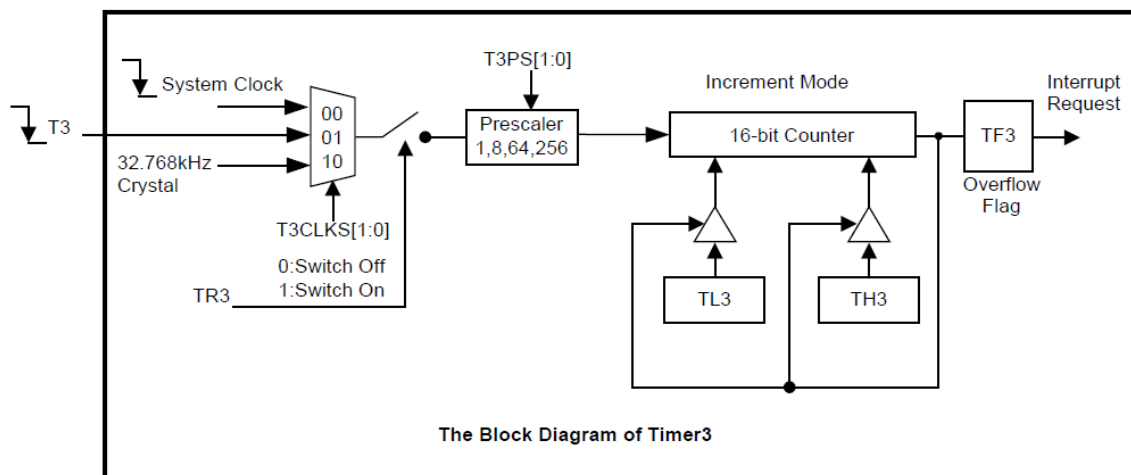 T3PS[1:0]
System Clock
Increment Mode
Interrupt
Request
T3
00
01
10
Prescaler
1,8,64,256
16-bit Counter
TF3
32.768kHz
Crystal
Overflow
Flag
T3CLKS[1:0]
0:Switch Off
1:Switch On
TR3
TL3
TH3
The Block Diagram of Timer3